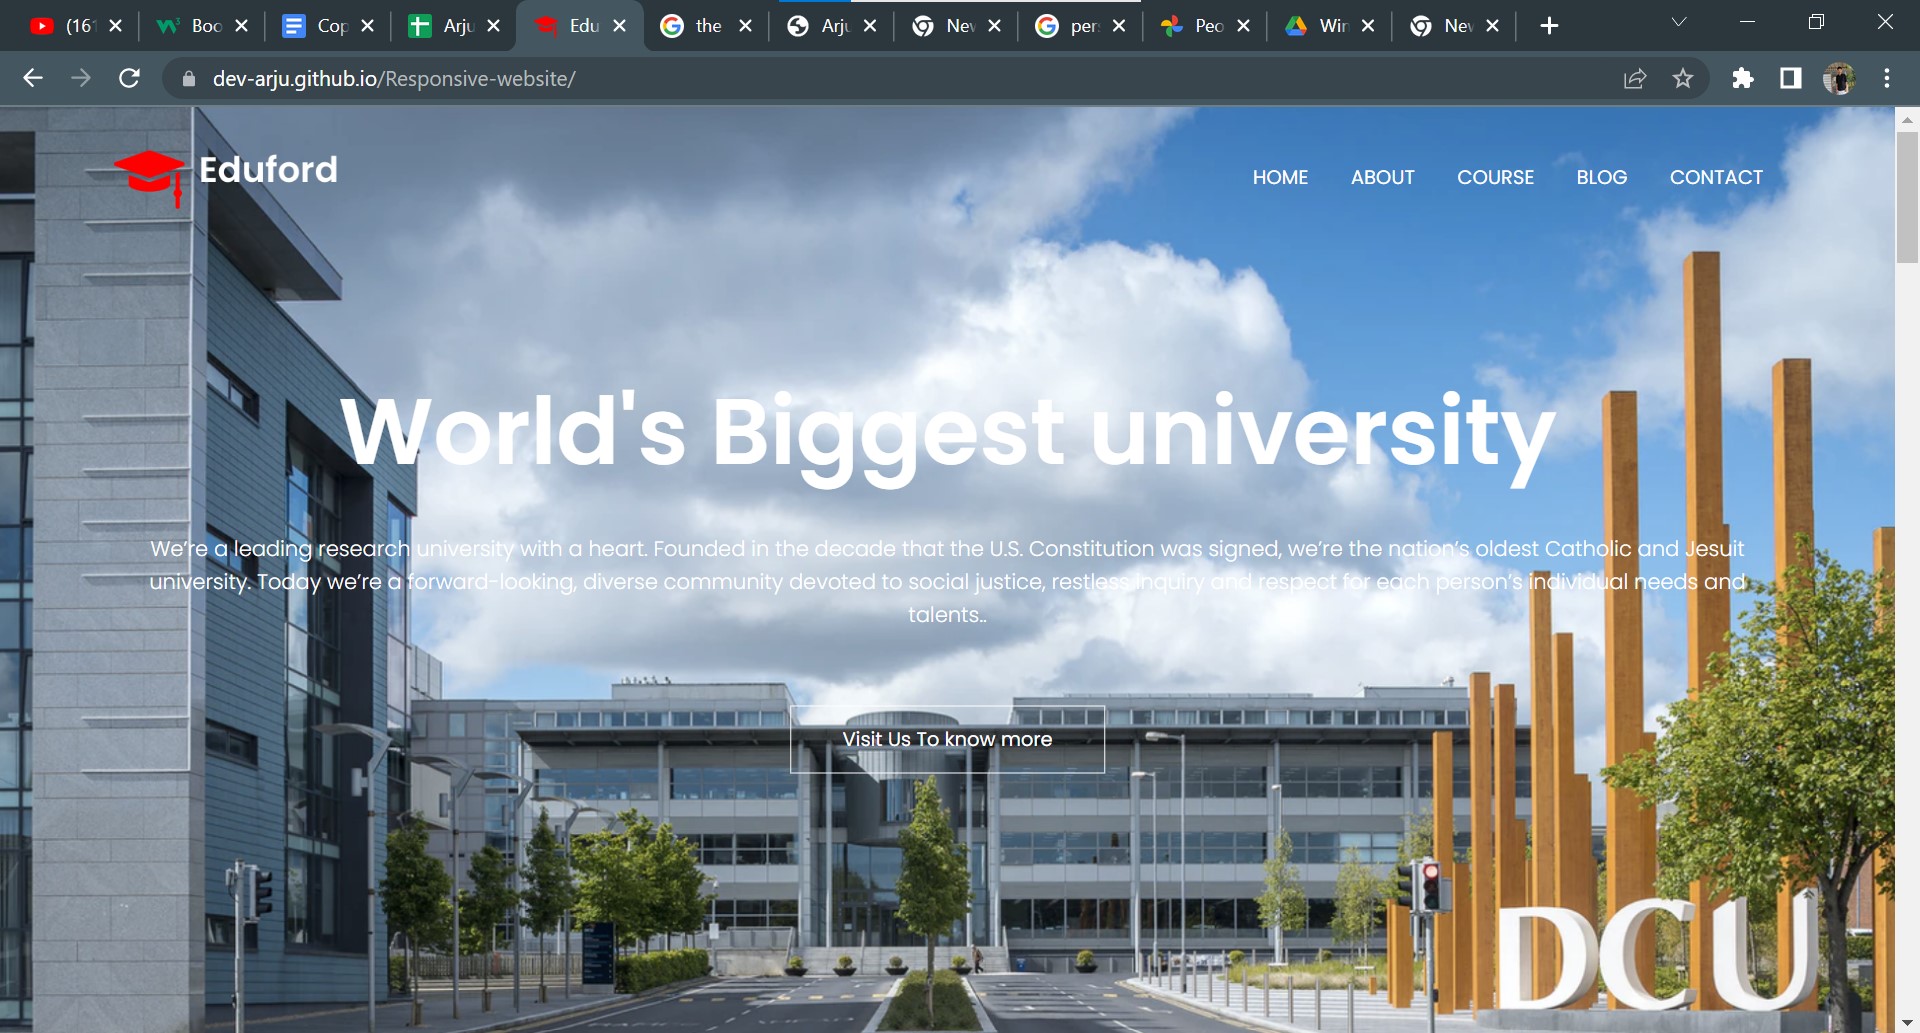 (161
Boo
Cop
Arju
Edu
the
Arju
New
per
Peo
Win
New
dev-arju.github.io/Responsive-website/
Eduford
HOME ABOUT COURSE BLOG CONTACT
World's Biggest university
We're a leading research university with a heart. Founded in the decade that the U.S. Constitution was signed, we're the nation's oldest Catholic and Jesuit
university. Today we're a forward-looking, diverse community devoted to social justice, restless inquiry and respect for each person's individual needs and
talents..
Visit Us To know more
DCU